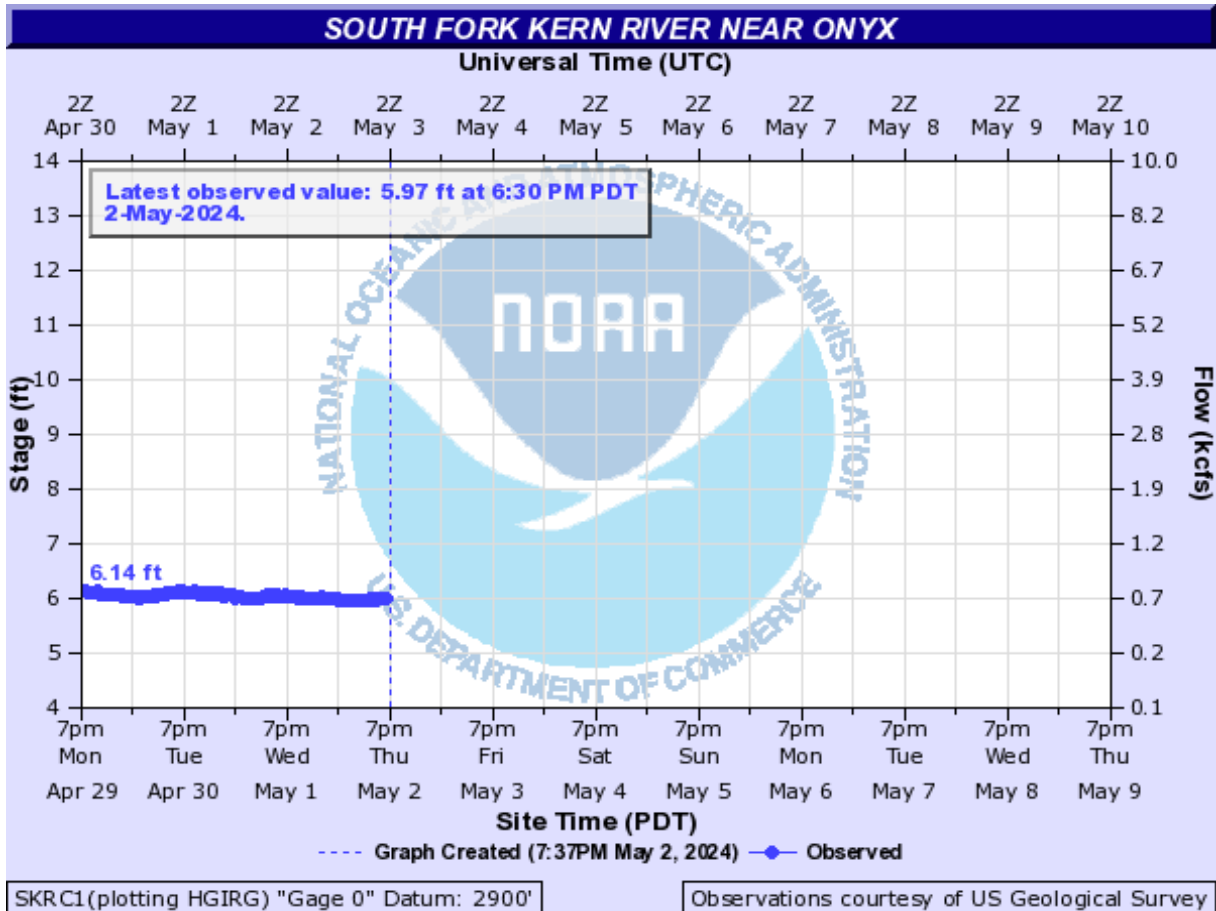 SOUTH FORK KERN RIVER NEAR ONYX
Universal Time (UTC)
2Z 2Z 2Z 2Z 2Z 2Z 2Z 2Z 2Z 2Z 2Z
Apr 30 May 1 May 2 May 3 May 4 May 5 May 6 May 7 May 8 May 9 May 10
Latest observed value: 5.97 ft at 6:30 PM PDT
2-May-2024.
NATIONAL OCEANIC AND ATMOSPHERIC ADMINISTRATION
NOAA
U.S. DEPARTMENT OF COMMERCE
Stage (ft)
14
13
12
11
10
9
8
7
6
5
4
6.14 ft
Flow (kcfs)
10.0
8.2
6.7
5.2
3.9
2.8
1.9
1.2
0.7
0.2
0.1
7pm 7pm 7pm 7pm 7pm 7pm 7pm 7pm 7pm 7pm 7pm
Mon Tue Wed Thu Fri Sat Sun Mon Tue Wed Thu
Apr 29 Apr 30 May 1 May 2 May 3 May 4 May 5 May 6 May 7 May 8 May 9
Site Time (PDT)
Graph Created (7:37PM May 2, 2024) Observed
SKRC1(plotting HGIRG) "Gage 0" Datum: 2900'
Observations courtesy of US Geological Survey